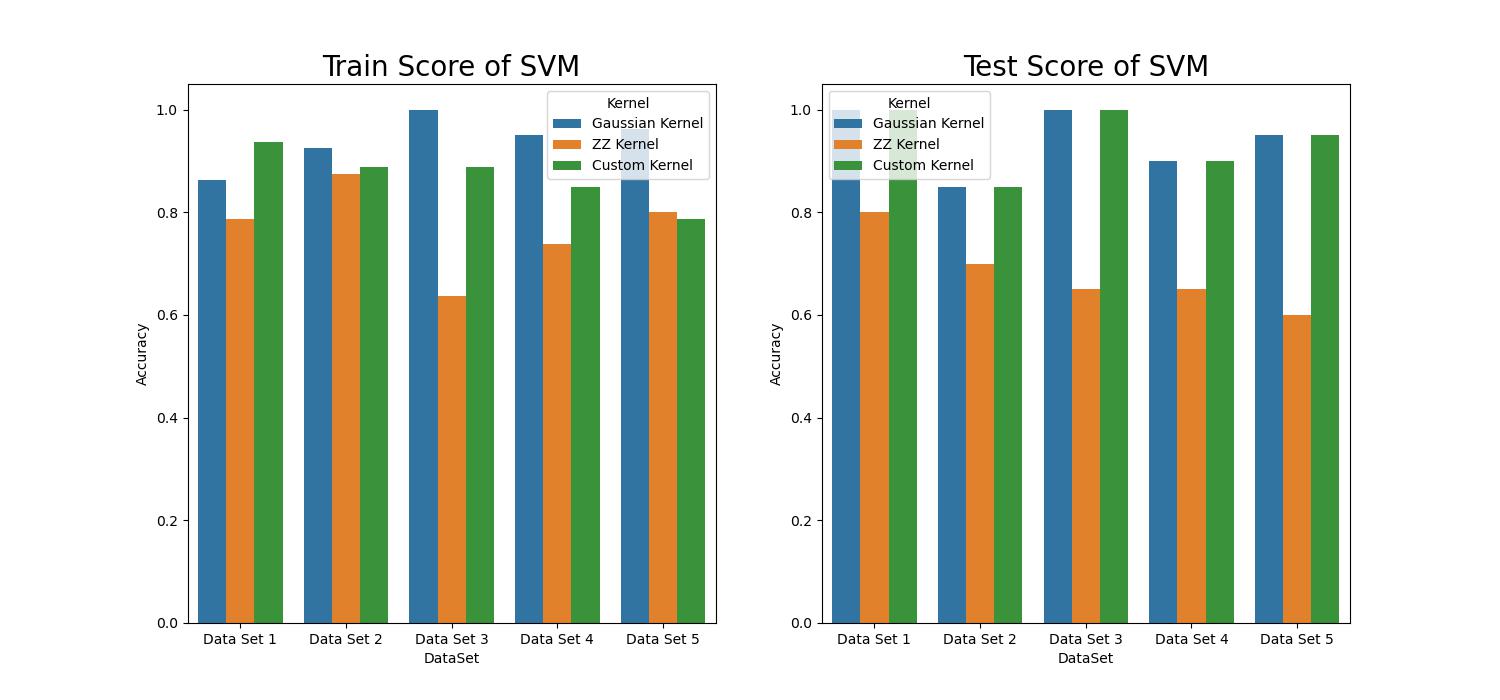 Train Score of SVM
Kernel
Gaussian Kernel
ZZ Kernel
Custom Kernel
1.0
0.8
0.6
0.4
0.2
0.0
Accuracy
Data Set 1 Data Set 2 Data Set 3 Data Set 4 Data Set 5
DataSet
Test Score of SVM
Kernel
Gaussian Kernel
ZZ Kernel
Custom Kernel
1.0
0.8
0.6
0.4
0.2
0.0
Accuracy
Data Set 1 Data Set 2 Data Set 3 Data Set 4 Data Set 5
DataSet